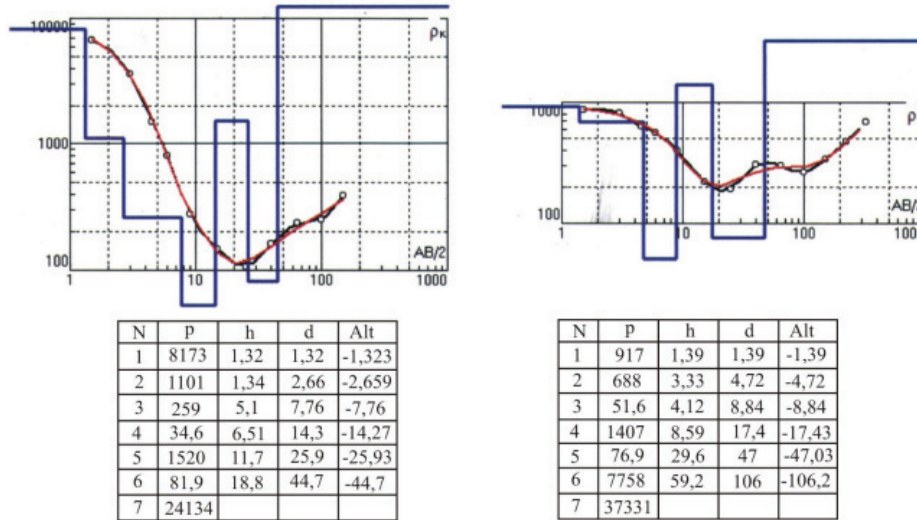 10000
ρк
1000
100
AB/2
1 10 100 1000
1000
ρ
100
AB/
1 10 100
N p h d Alt
1 8173 1,32 1,32 -1,323
2 1101 1,34 2,66 -2,659
3 259 5,1 7,76 -7,76
4 34,6 6,51 14,3 -14,27
5 1520 11,7 25,9 -25,93
6 81,9 18,8 44,7 -44,7
7 24134
N p h d Alt
1 917 1,39 1,39 -1,39
2 688 3,33 4,72 -4,72
3 51,6 4,12 8,84 -8,84
4 1407 8,59 17,4 -17,43
5 76,9 29,6 47 -47,03
6 7758 59,2 106 -106,2
7 37331